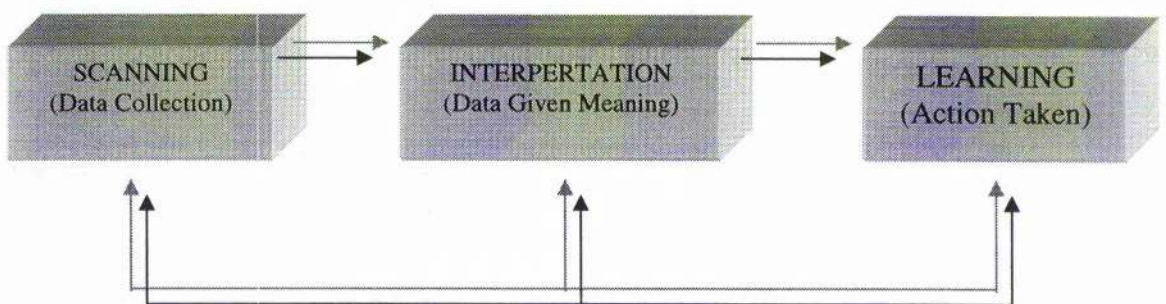 SCANNING
(Data Collection)
INTERPERTATION
(Data Given Meaning)
LEARNING
(Action Taken)